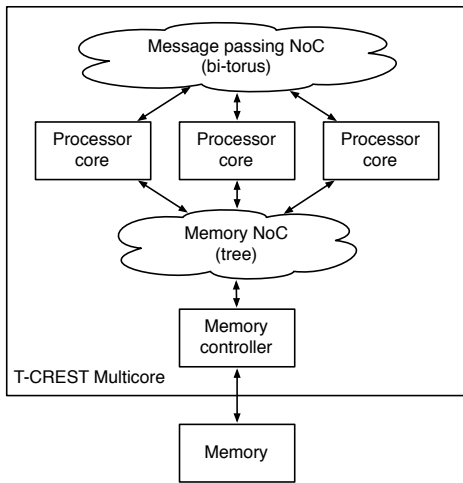 Message passing NoC
(bi-torus)
Processor
core
Processor
core
Processor
core
Memory NoC
(tree)
Memory
controller
T-CREST Multicore
Memory